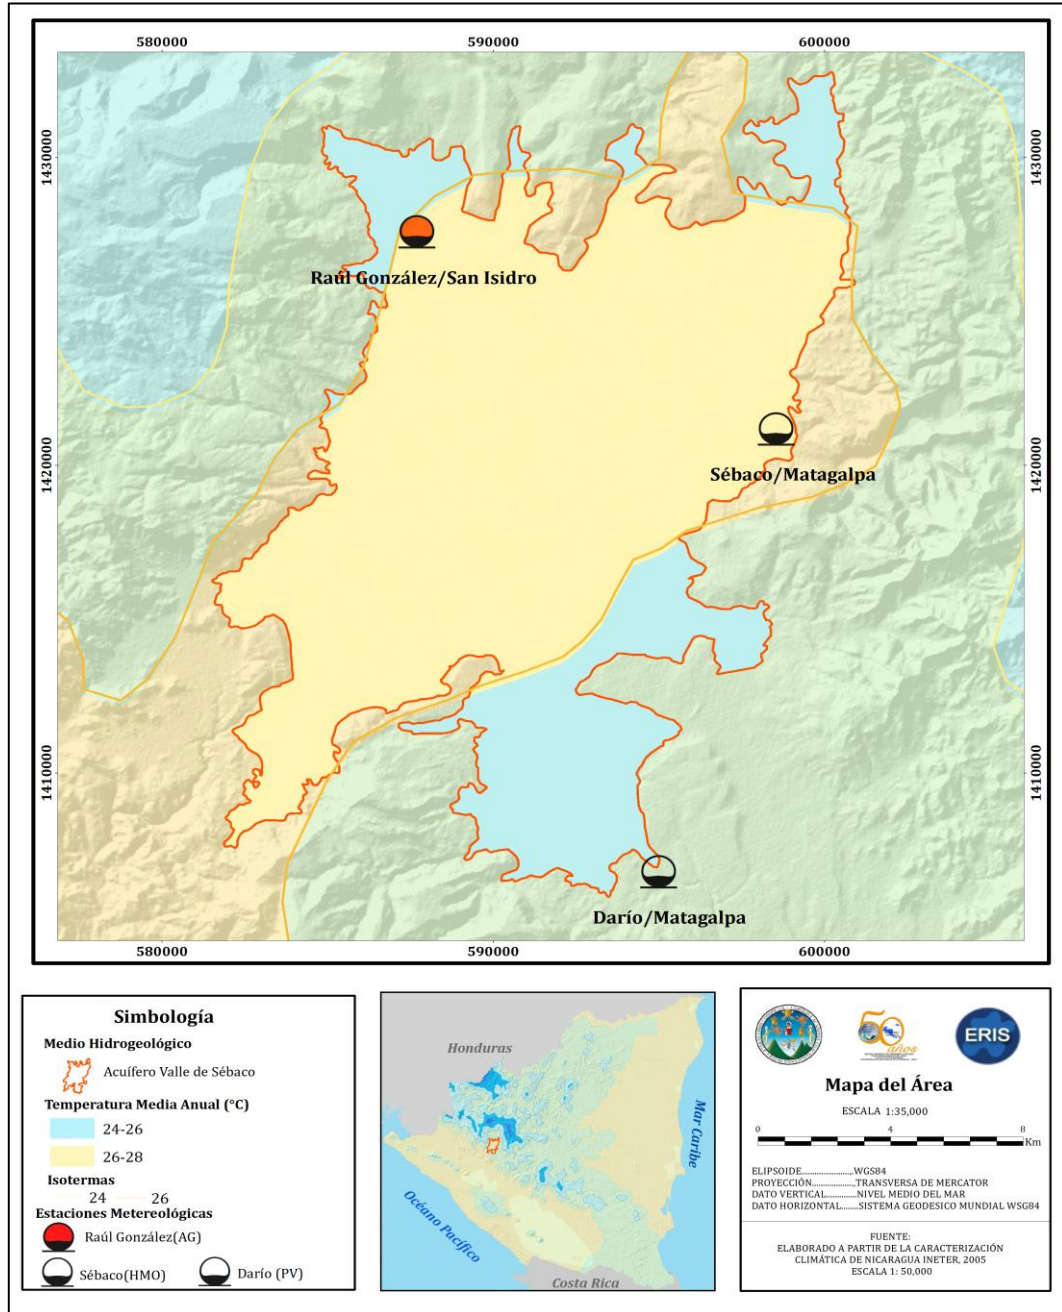 580000 590000 600000
1430000 1430000
Raúl González/San Isidro
1420000 1420000
Sébaco/Matagalpa
1410000 1410000
Darío/Matagalpa
580000 590000 600000
Simbología
Medio Hidrogeológico
Acuífero Valle de Sébaco
Temperatura Media Anual (°C)
24-26
26-28
Isotermas
24 26
Estaciones Metereológicas
Raúl González(AG)
Sébaco(HMO) Darío (PV)
Honduras
Mar Caribe
Océano Pacífico
Costa Rica
50 años
ERIS
Mapa del Área
ESCALA 1:35,000
0 4 8
Km
ELIPSOIDE......................WGS84
PROYECCIÓN...................TRANSVERSA DE MERCATOR
DATO VERTICAL..............NIVEL MEDIO DEL MAR
DATO HORIZONTAL.......SISTEMA GEODESICO MUNDIAL WSG84
FUENTE:
ELABORADO A PARTIR DE LA CARACTERIZACIÓN
CLIMÁTICA DE NICARAGUA INETER, 2005
ESCALA 1: 50,000